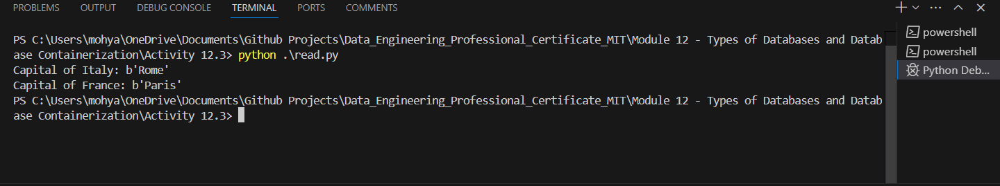 PROBLEMS OUTPUT DEBUG CONSOLE TERMINAL PORTS COMMENTS
PS C:\Users\mohya\OneDrive\Documents\Github Projects\Data_Engineering_Professional_Certificate_MIT\Module 12 - Types of Databases and Datab
ase Containerization\Activity 12.3> python .\read.py
Capital of Italy: b'Rome'
Capital of France: b'Paris'
PS C:\Users\mohya\OneDrive\Documents\Github Projects\Data_Engineering_Professional_Certificate_MIT\Module 12 - Types of Databases and Datab
ase Containerization\Activity 12.3>
powershell
powershell
Python Deb...